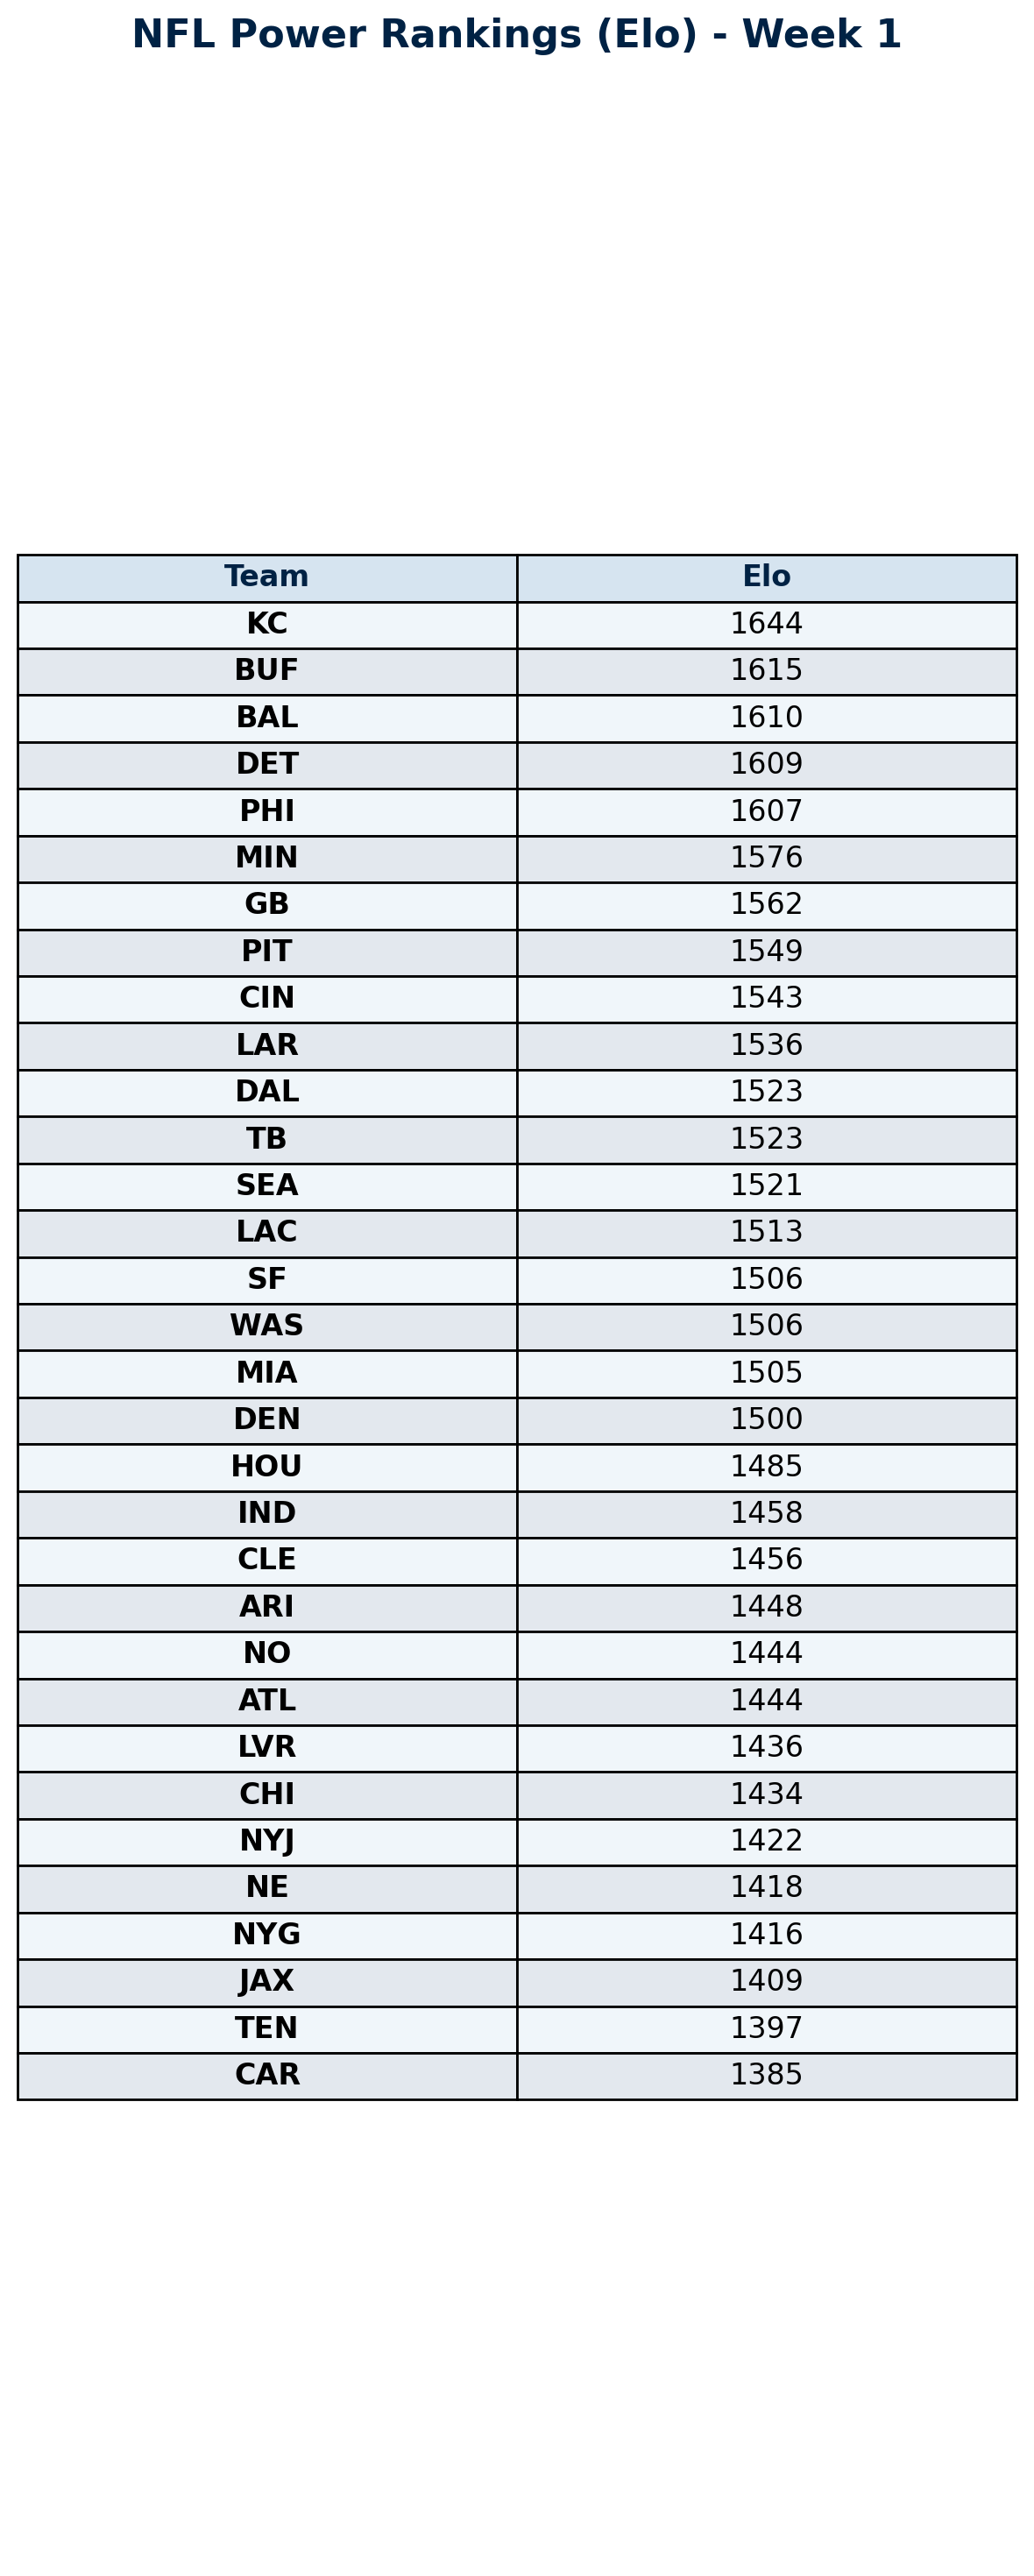 NFL Power Rankings (Elo) - Week 1
Team Elo
KC 1644
BUF 1615
BAL 1610
DET 1609
PHI 1607
MIN 1576
GB 1562
PIT 1549
CIN 1543
LAR 1536
DAL 1523
TB 1523
SEA 1521
LAC 1513
SF 1506
WAS 1506
MIA 1505
DEN 1500
HOU 1485
IND 1458
CLE 1456
ARI 1448
NO 1444
ATL 1444
LVR 1436
CHI 1434
NYJ 1422
NE 1418
NYG 1416
JAX 1409
TEN 1397
CAR 1385